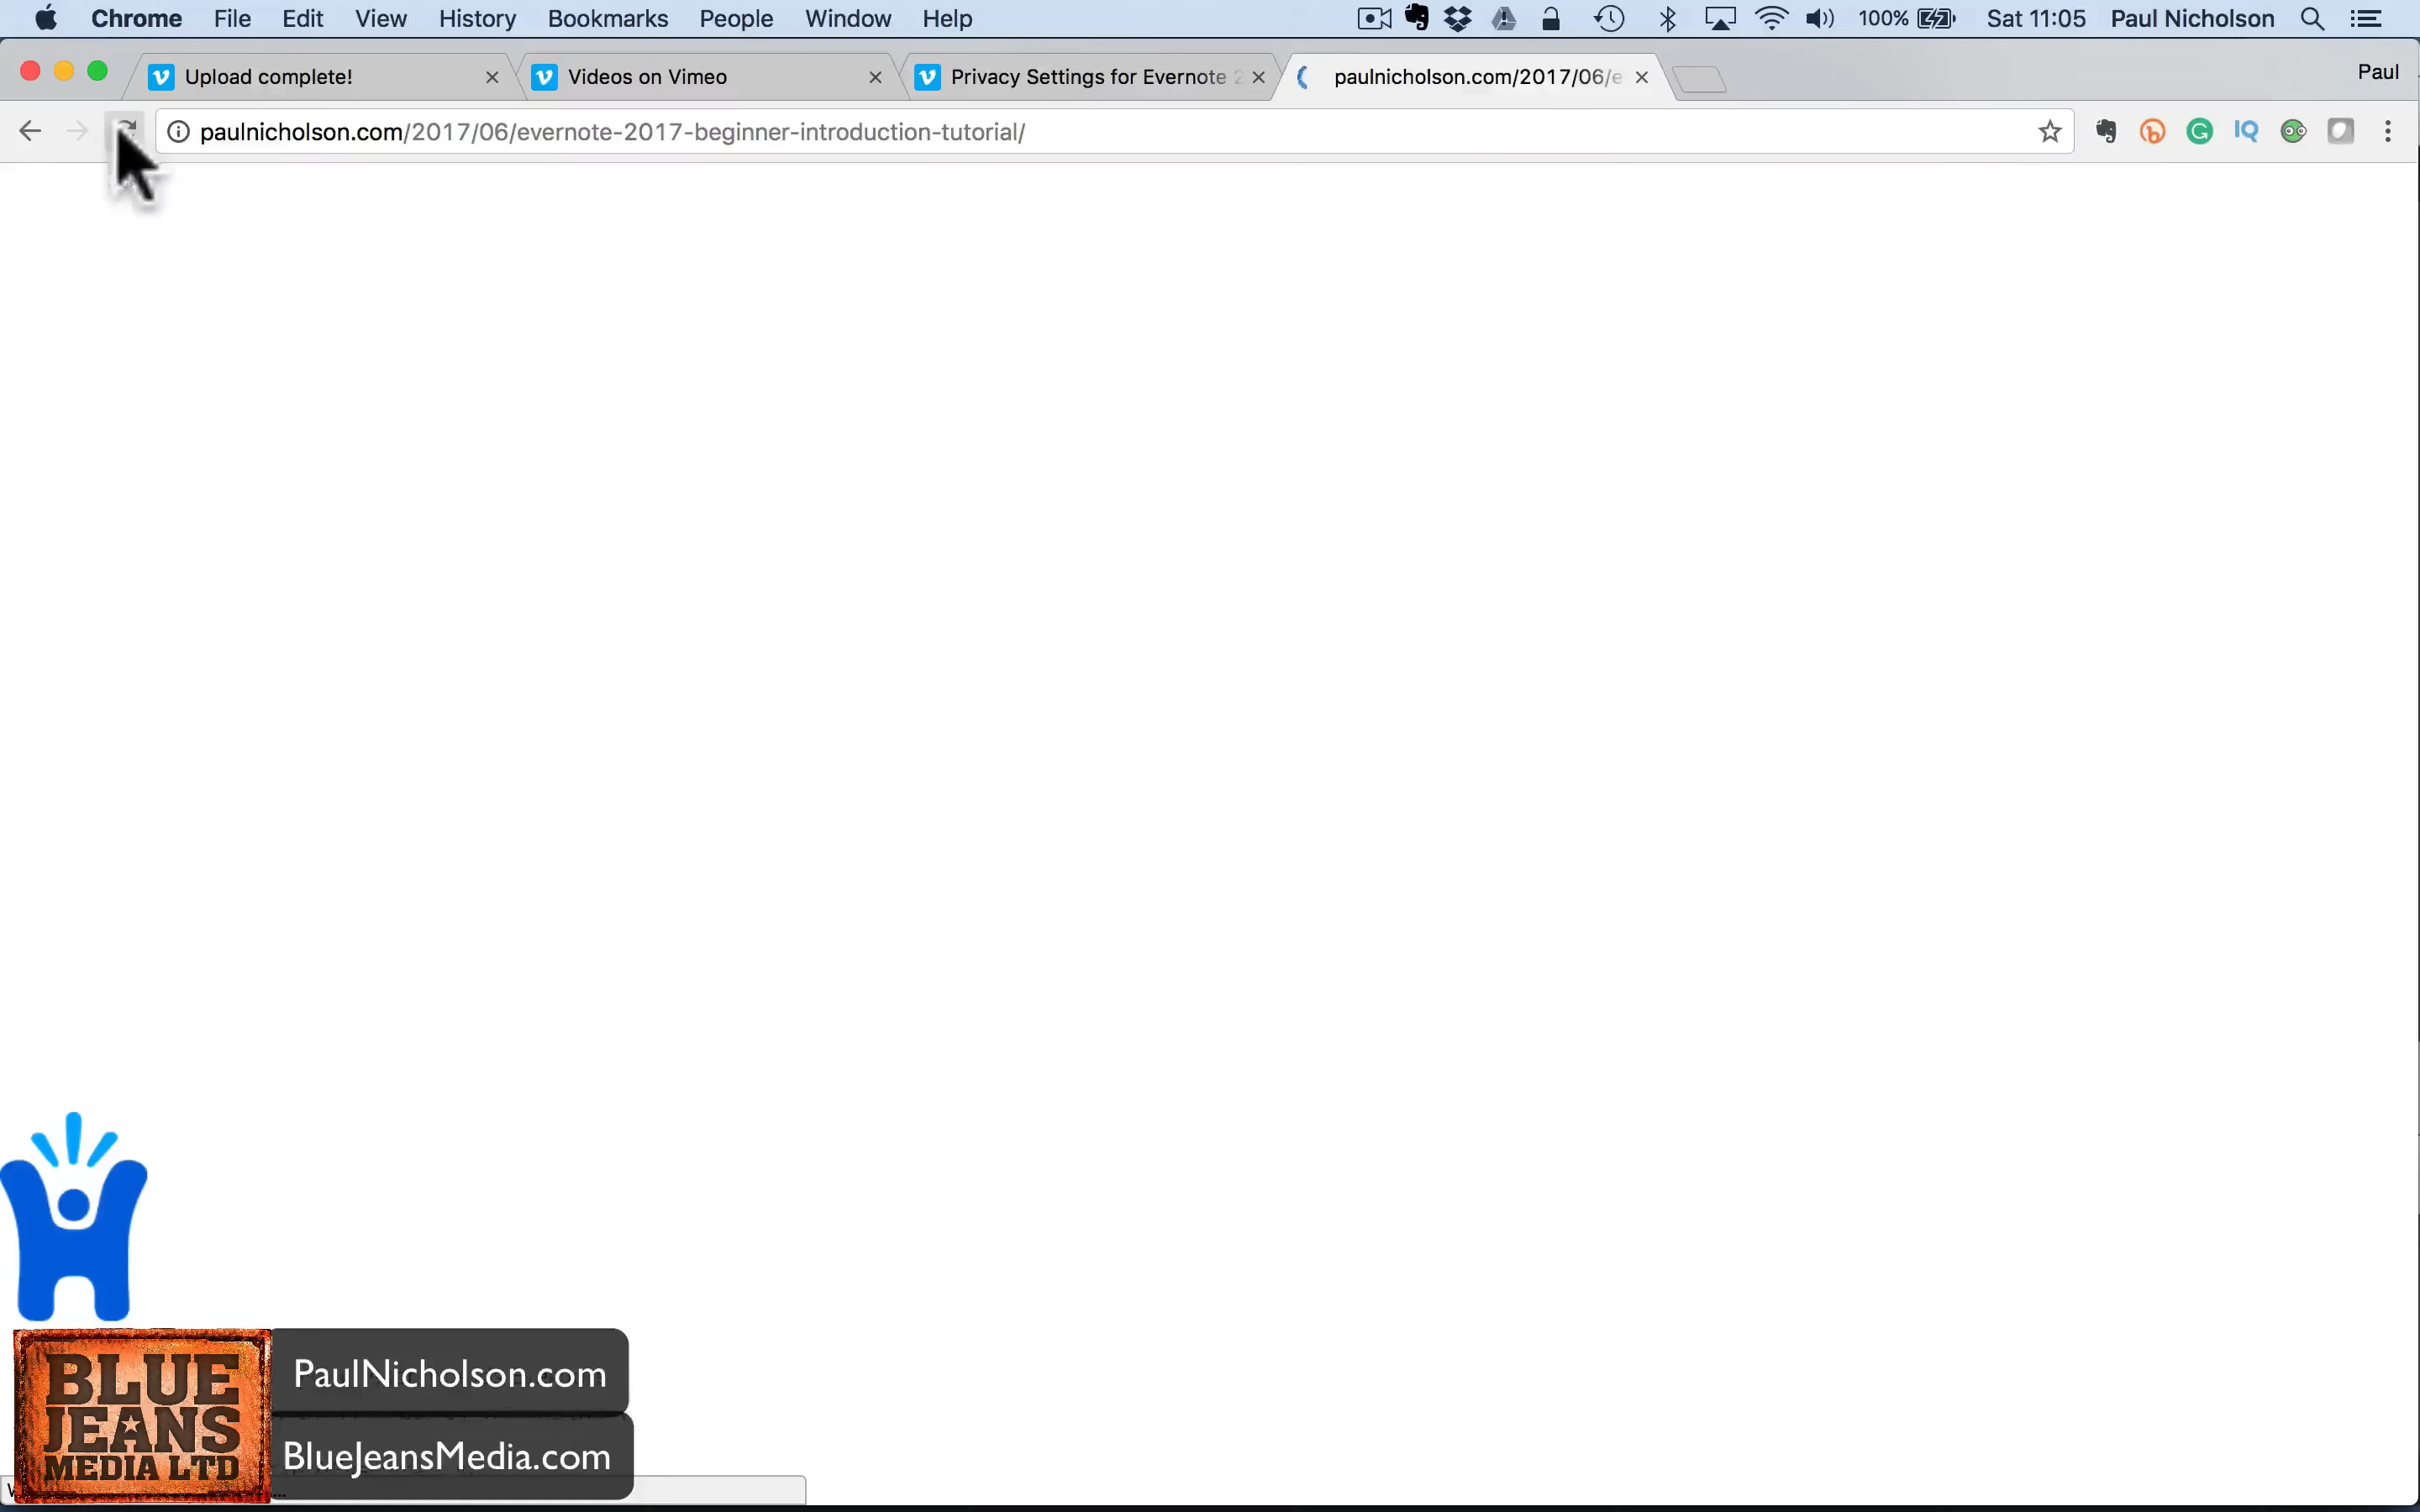 Chrome File Edit View History Bookmarks People Window Help 100% Sat 11:05 Paul Nicholson
Upload complete! Videos on Vimeo Privacy Settings for Evernote paulnicholson.com/2017/06/e Paul
paulnicholson.com/2017/06/evernote-2017-beginner-introduction-tutorial/ IQ
PaulNicholson.com
BLUE
JEANS
MEDIA LTD
BlueJeansMedia.com